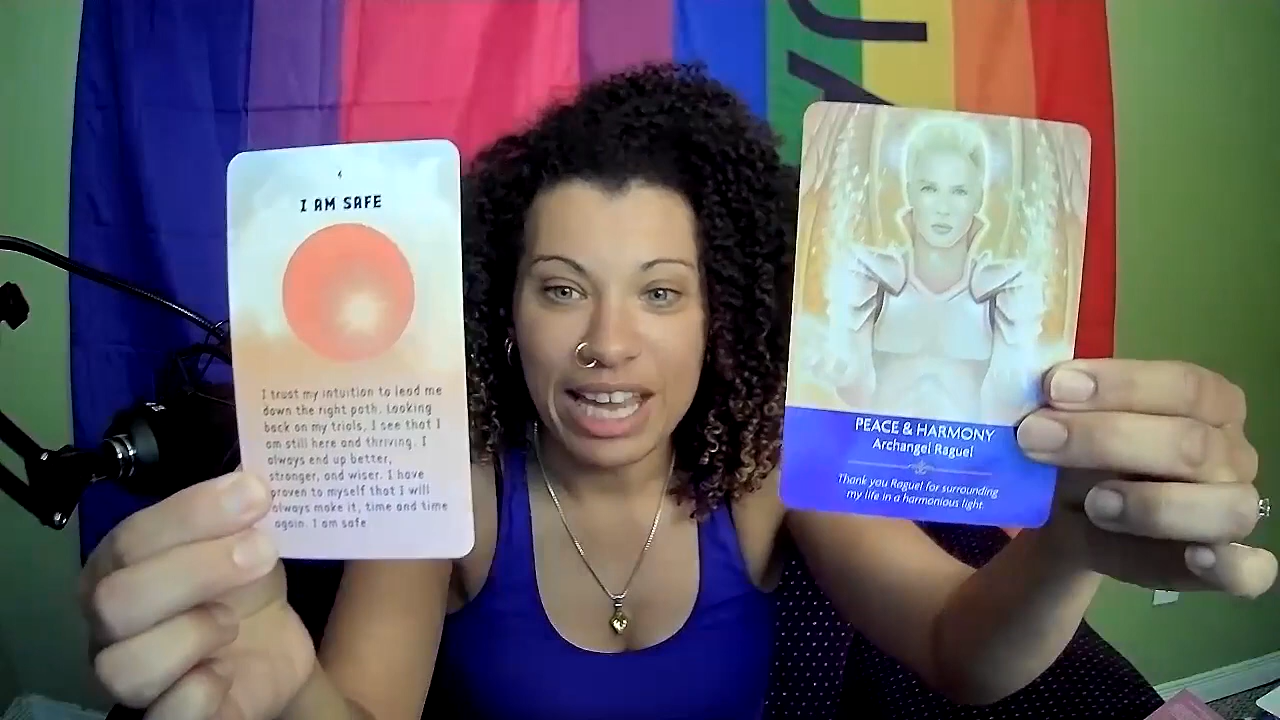 I AM SAFE
I trust my intuition to lead me
down the right path. Looking
back on my trials, I see that I
am still here and thriving. I
always end up better,
stronger, and wiser. I have
proven to myself that I will
always make it, time and time
again. I am safe
PEACE & HARMONY
Archangel Raguel
Thank you Raguel for surrounding
my life in a harmonious light.